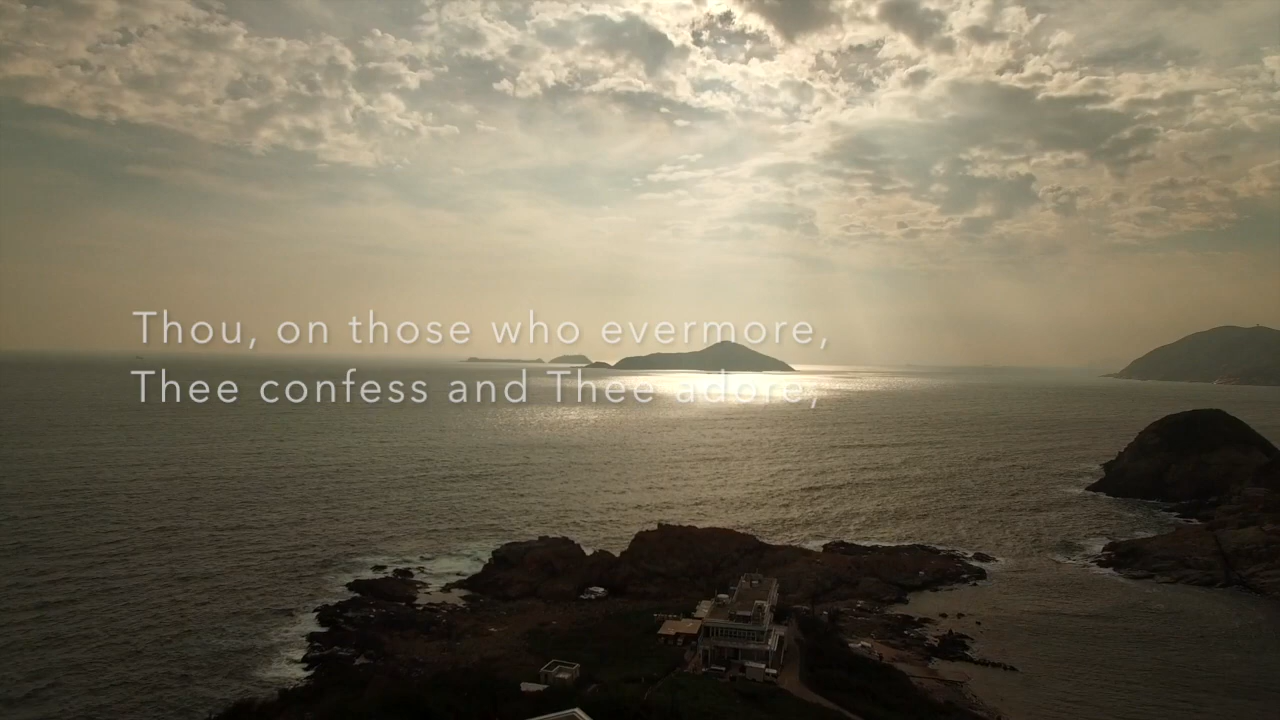 Thou, on those who evermore,
Thee confess and Thee adore,